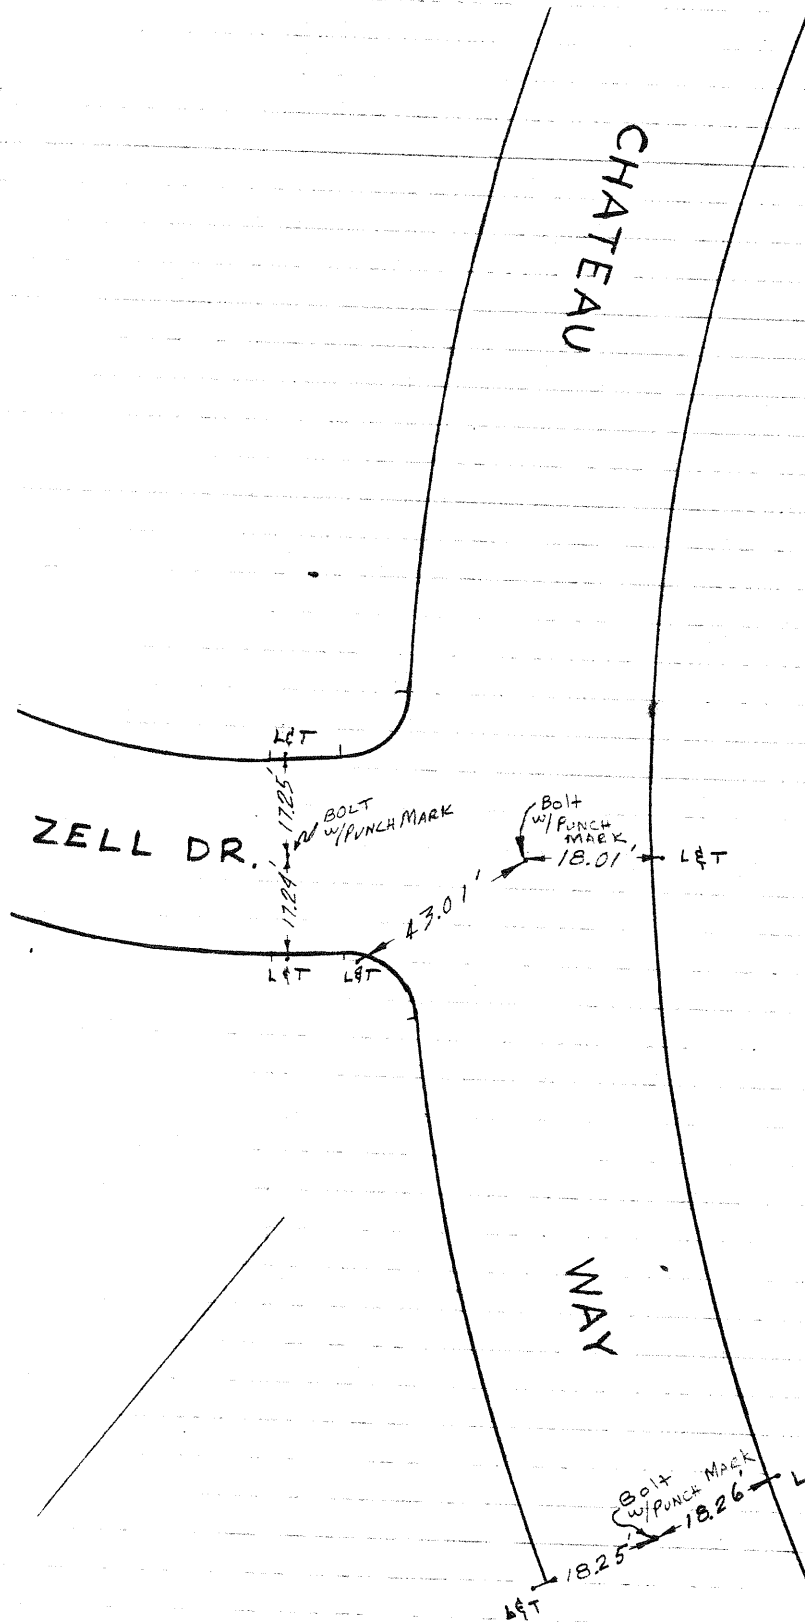 CHATEAU
L&T
17.25'
BOLT
W/PUNCH MARK
ZELL DR.
17.24'
L&T
L&T
43.01'
Bolt
W/PUNCH
MARK
18.01'
L&T
WAY
Bolt
W/PUNCH MARK
18.26'
L
18.25'
L&T